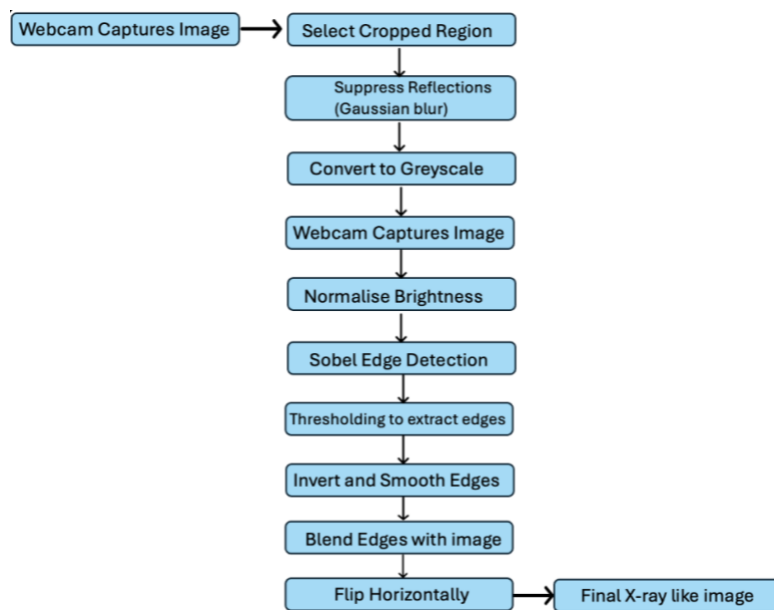 Webcam Captures Image
Select Cropped Region
Suppress Reflections
(Gaussian blur)
Convert to Greyscale
Webcam Captures Image
Normalise Brightness
Sobel Edge Detection
Thresholding to extract edges
Invert and Smooth Edges
Blend Edges with image
Flip Horizontally
Final X-ray like image